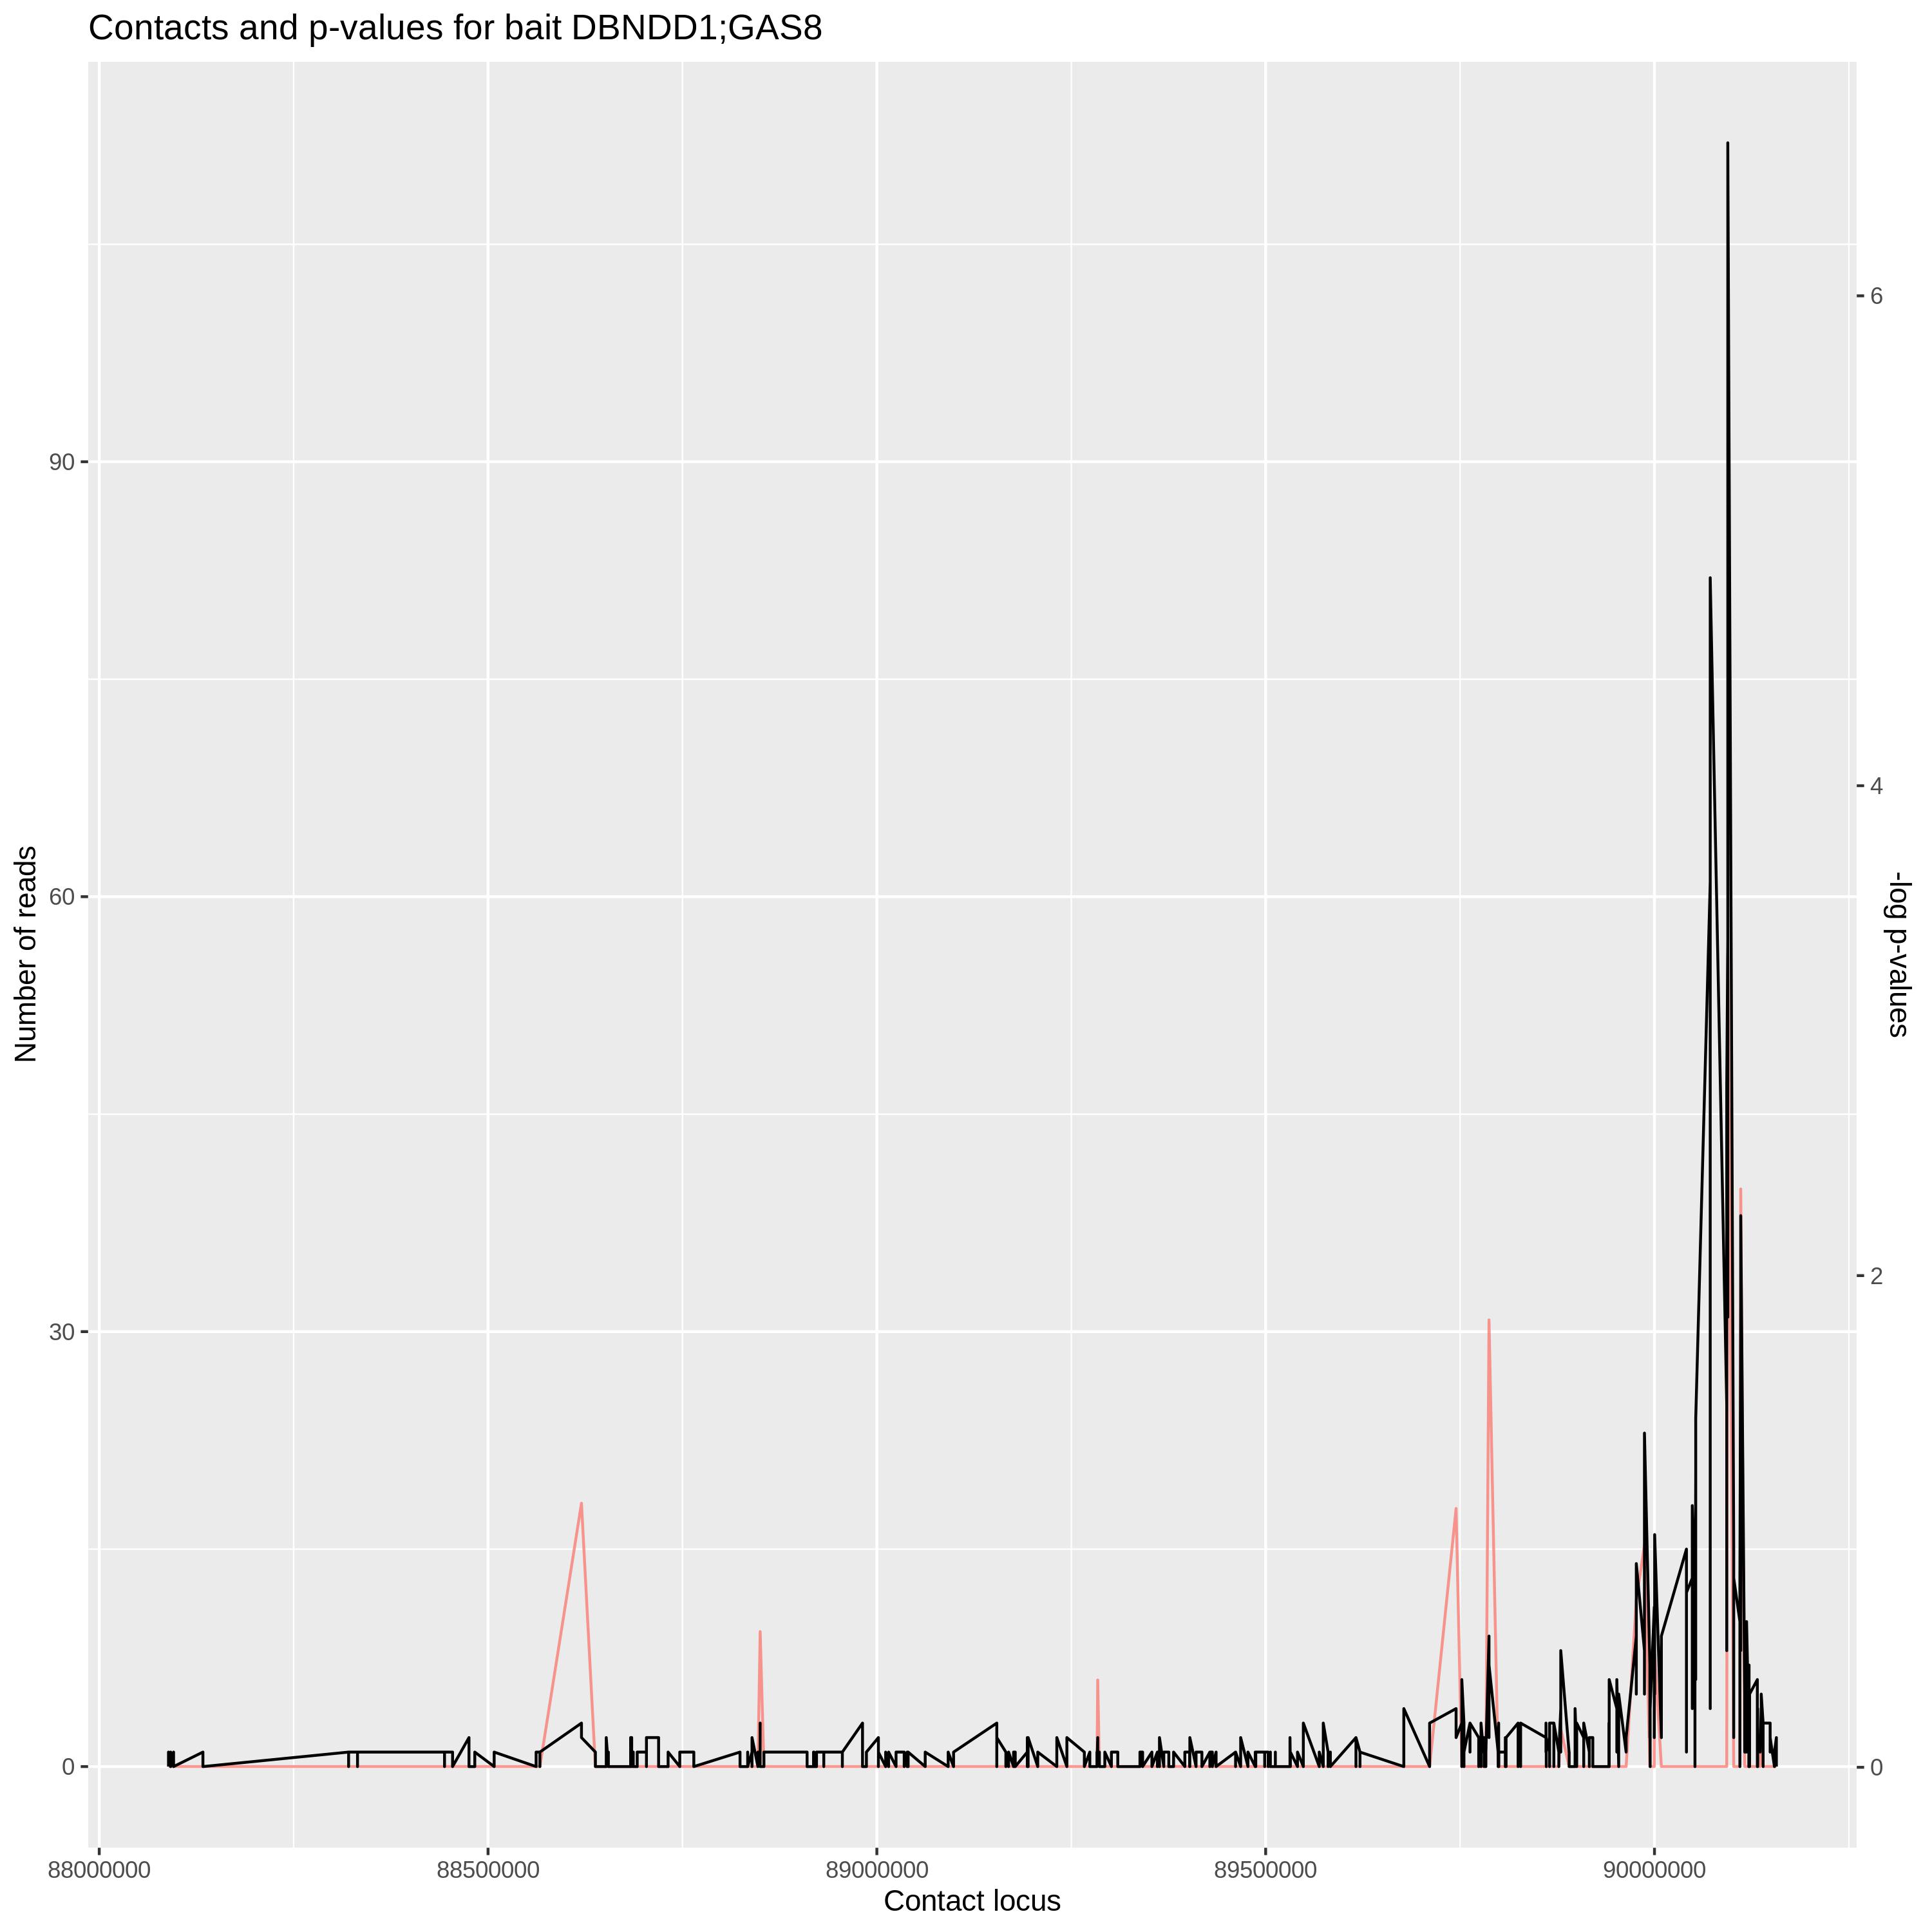 Contacts and p-values for bait DBNDD1;GAS8
Number of reads
90
60
30
0
6
4
2
0
-log p-values
88000000 88500000 89000000 89500000 90000000
Contact locus